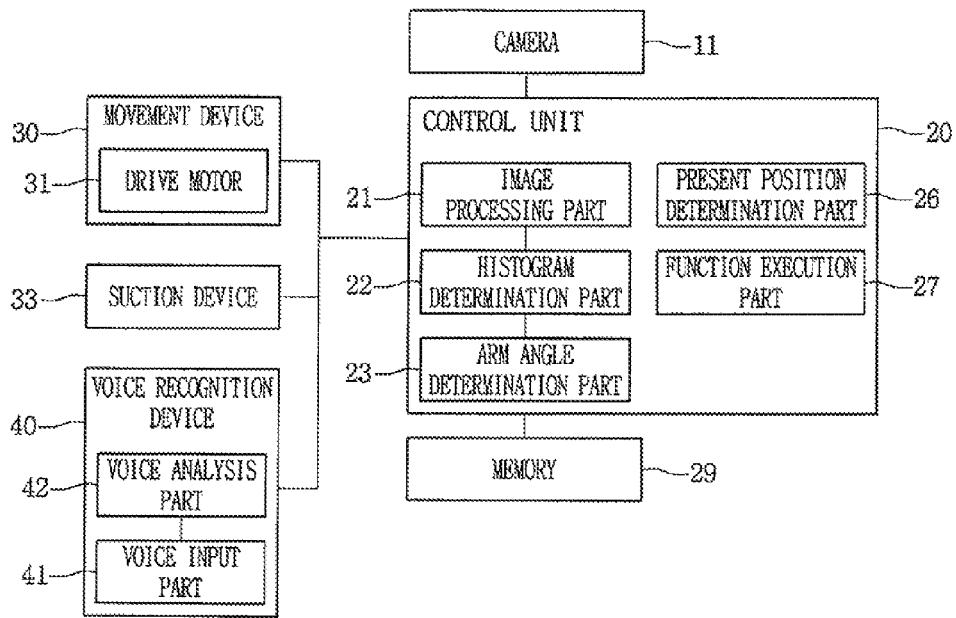 CAMERA
11
MOVEMENT DEVICE
30
31
DRIVE MOTOR
CONTROL UNIT
20
21
IMAGE
PROCESSING PART
PRESENT POSITION
DETERMINATION PART
26
22
HISTOGRAM
DETERMINATION PART
FUNCTION EXECUTION
PART
27
23
ARM ANGLE
DETERMINATION PART
33
SUCTION DEVICE
VOICE RECOGNITION
DEVICE
40
42
VOICE ANALYSIS
PART
41
VOICE INPUT
PART
MEMORY
29